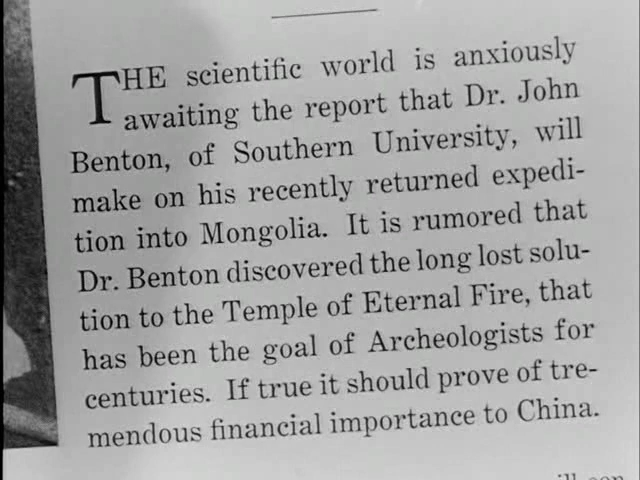 THE scientific world is anxiously
awaiting the report that Dr. John
Benton, of Southern University, will
make on his recently returned expedi-
tion into Mongolia. It is rumored that
Dr. Benton discovered the long lost solu-
tion to the Temple of Eternal Fire, that
has been the goal of Archeologists for
centuries. If true it should prove of tre-
mendous financial importance to China.